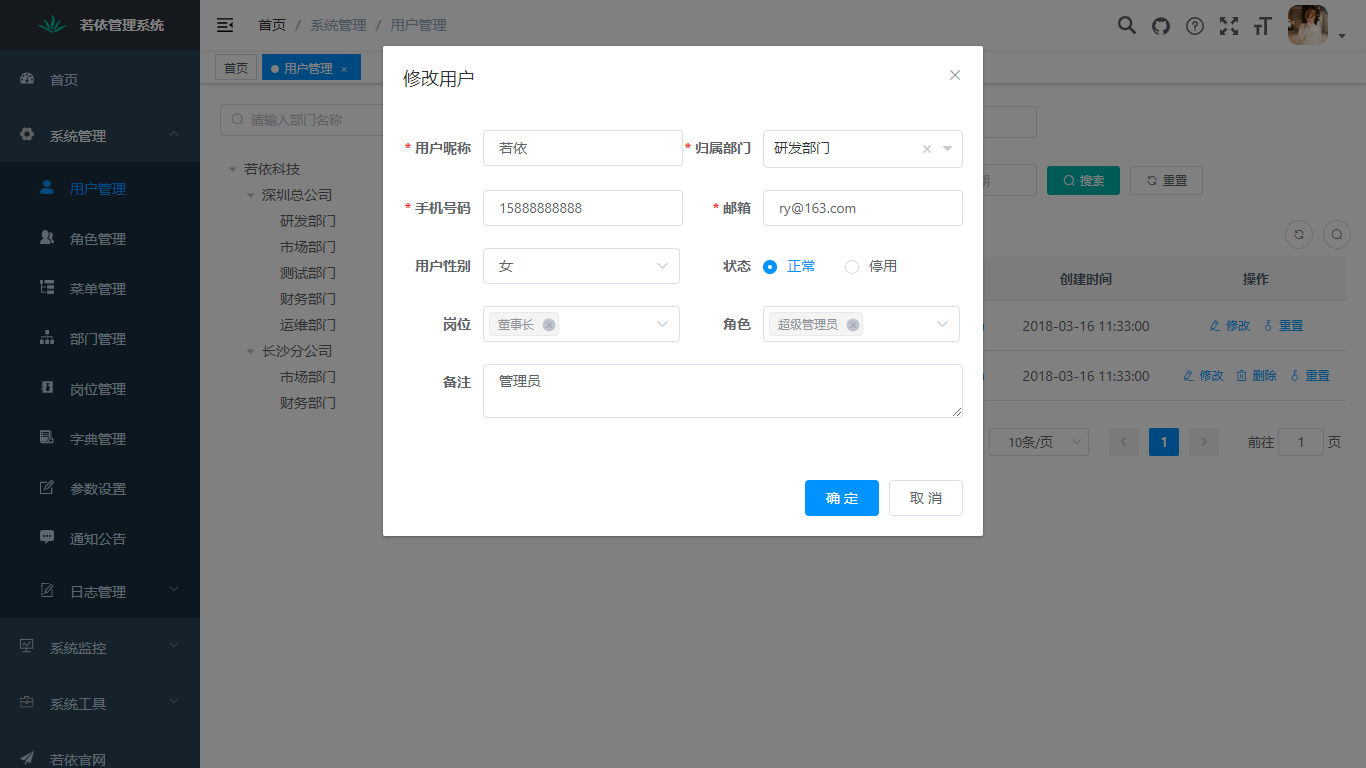 若依管理系统
首页 / 系统管理 / 用户管理
首页
用户管理 ×
首页
系统管理
用户管理
角色管理
菜单管理
部门管理
岗位管理
字典管理
参数设置
通知公告
日志管理
系统监控
系统工具
若依官网
请输入部门名称
若依科技
深圳总公司
研发部门
市场部门
测试部门
财务部门
运维部门
长沙分公司
市场部门
财务部门
修改用户
* 用户昵称 若依 * 归属部门 研发部门
* 手机号码 15888888888 * 邮箱 ry@163.com
用户性别 女 状态 正常 停用
岗位 董事长 角色 超级管理员
备注 管理员
确 定 取 消
搜索 重置
创建时间 操作
2018-03-16 11:33:00 修改 重置
2018-03-16 11:33:00 修改 删除 重置
10条/页 1 前往 1 页